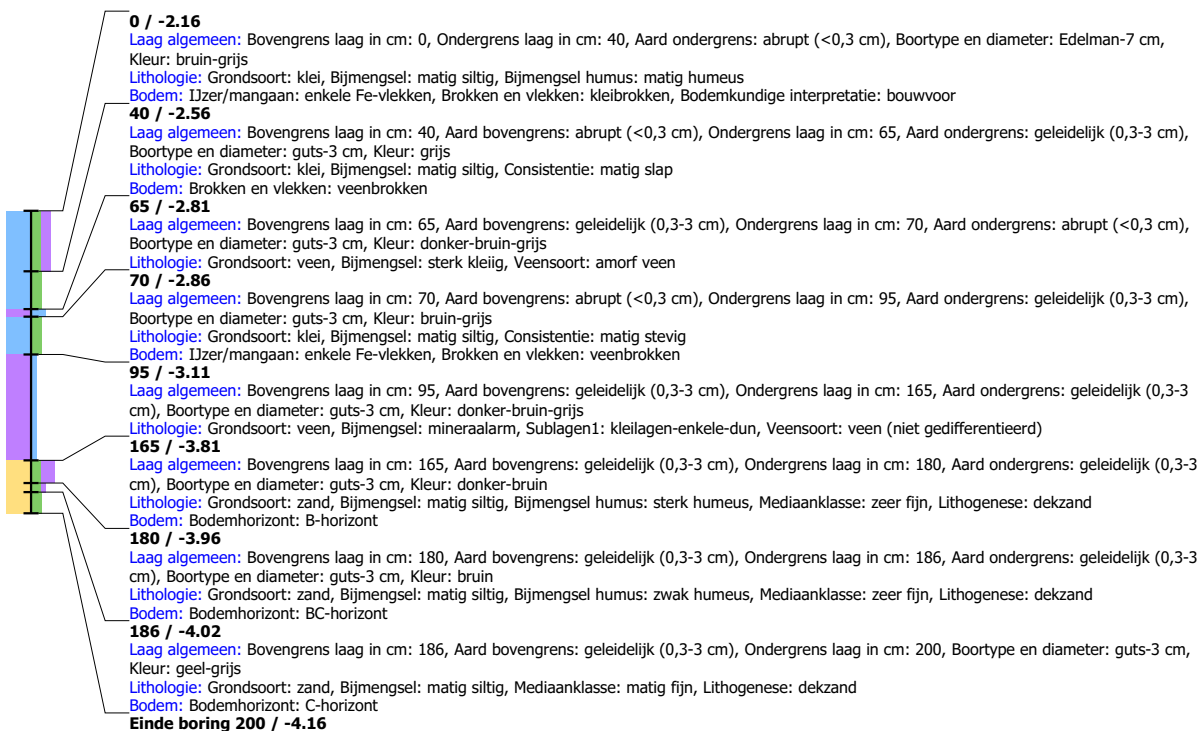 0 / -2.16
Laag algemeen: Bovengrens laag in cm: 0, Ondergrens laag in cm: 40, Aard ondergrens: abrupt (<0,3 cm), Boortype en diameter: Edelman-7 cm,
Kleur: bruin-grijs
Lithologie: Grondsoort: klei, Bijmengsel: matig siltig, Bijmengsel humus: matig humeus
Bodem: IJzer/mangaan: enkele Fe-vlekken, Brokken en vlekken: kleibrokken, Bodemkundige interpretatie: bouwvoor
40 / -2.56
Laag algemeen: Bovengrens laag in cm: 40, Aard bovengrens: abrupt (<0,3 cm), Ondergrens laag in cm: 65, Aard ondergrens: geleidelijk (0,3-3 cm),
Boortype en diameter: guts-3 cm, Kleur: grijs
Lithologie: Grondsoort: klei, Bijmengsel: matig siltig, Consistentie: matig slap
Bodem: Brokken en vlekken: veenbrokken
65 / -2.81
Laag algemeen: Bovengrens laag in cm: 65, Aard bovengrens: geleidelijk (0,3-3 cm), Ondergrens laag in cm: 70, Aard ondergrens: abrupt (<0,3 cm),
Boortype en diameter: guts-3 cm, Kleur: donker-bruin-grijs
Lithologie: Grondsoort: veen, Bijmengsel: sterk kleiig, Veensoort: amorf veen
70 / -2.86
Laag algemeen: Bovengrens laag in cm: 70, Aard bovengrens: abrupt (<0,3 cm), Ondergrens laag in cm: 95, Aard ondergrens: geleidelijk (0,3-3 cm),
Boortype en diameter: guts-3 cm, Kleur: bruin-grijs
Lithologie: Grondsoort: klei, Bijmengsel: matig siltig, Consistentie: matig stevig
Bodem: IJzer/mangaan: enkele Fe-vlekken, Brokken en vlekken: veenbrokken
95 / -3.11
Laag algemeen: Bovengrens laag in cm: 95, Aard bovengrens: geleidelijk (0,3-3 cm), Ondergrens laag in cm: 165, Aard ondergrens: geleidelijk (0,3-3
cm), Boortype en diameter: guts-3 cm, Kleur: donker-bruin-grijs
Lithologie: Grondsoort: veen, Bijmengsel: mineraalarm, Sublagen1: kleilagen-enkele-dun, Veensoort: veen (niet gedifferentieerd)
165 / -3.81
Laag algemeen: Bovengrens laag in cm: 165, Aard bovengrens: geleidelijk (0,3-3 cm), Ondergrens laag in cm: 180, Aard ondergrens: geleidelijk (0,3-3
cm), Boortype en diameter: guts-3 cm, Kleur: donker-bruin
Lithologie: Grondsoort: zand, Bijmengsel: matig siltig, Bijmengsel humus: sterk humeus, Mediaanklasse: zeer fijn, Lithogenese: dekzand
Bodem: Bodemhorizont: B-horizont
180 / -3.96
Laag algemeen: Bovengrens laag in cm: 180, Aard bovengrens: geleidelijk (0,3-3 cm), Ondergrens laag in cm: 186, Aard ondergrens: geleidelijk (0,3-3
cm), Boortype en diameter: guts-3 cm, Kleur: bruin
Lithologie: Grondsoort: zand, Bijmengsel: matig siltig, Bijmengsel humus: zwak humeus, Mediaanklasse: zeer fijn, Lithogenese: dekzand
Bodem: Bodemhorizont: BC-horizont
186 / -4.02
Laag algemeen: Bovengrens laag in cm: 186, Aard bovengrens: geleidelijk (0,3-3 cm), Ondergrens laag in cm: 200, Boortype en diameter: guts-3 cm,
Kleur: geel-grijs
Lithologie: Grondsoort: zand, Bijmengsel: matig siltig, Mediaanklasse: matig fijn, Lithogenese: dekzand
Bodem: Bodemhorizont: C-horizont
Einde boring 200 / -4.16